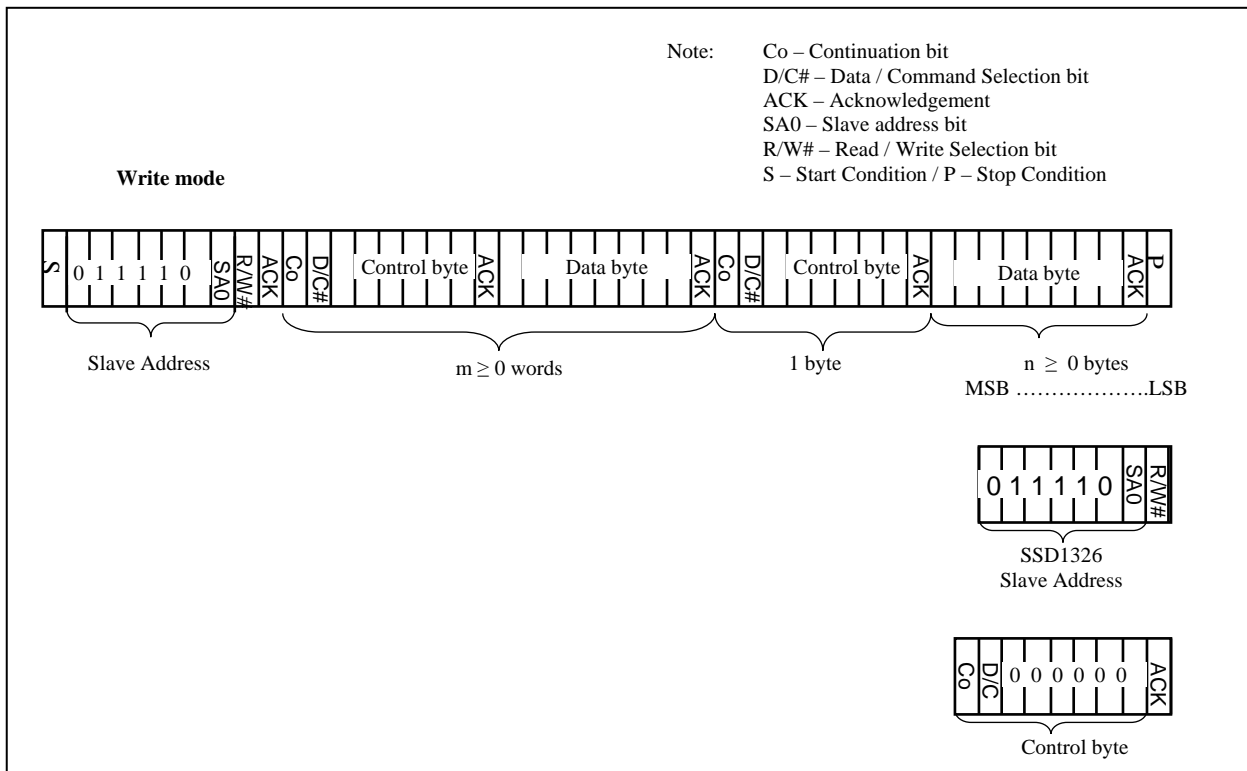 Note: Co – Continuation bit
D/C# – Data / Command Selection bit
ACK – Acknowledgement
SA0 – Slave address bit
R/W# – Read / Write Selection bit
S – Start Condition / P – Stop Condition
Write mode
S 0 1 1 1 1 0 SA0 R/W# ACK Co D/C# Control byte ACK Data byte ACK Co D/C# Control byte ACK Data byte ACK P
Slave Address m ≥ 0 words 1 byte n ≥ 0 bytes
MSB ………………….LSB
0 1 1 1 1 0 SA0 R/W#
SSD1326
Slave Address
Co D/C 0 0 0 0 0 0 ACK
Control byte